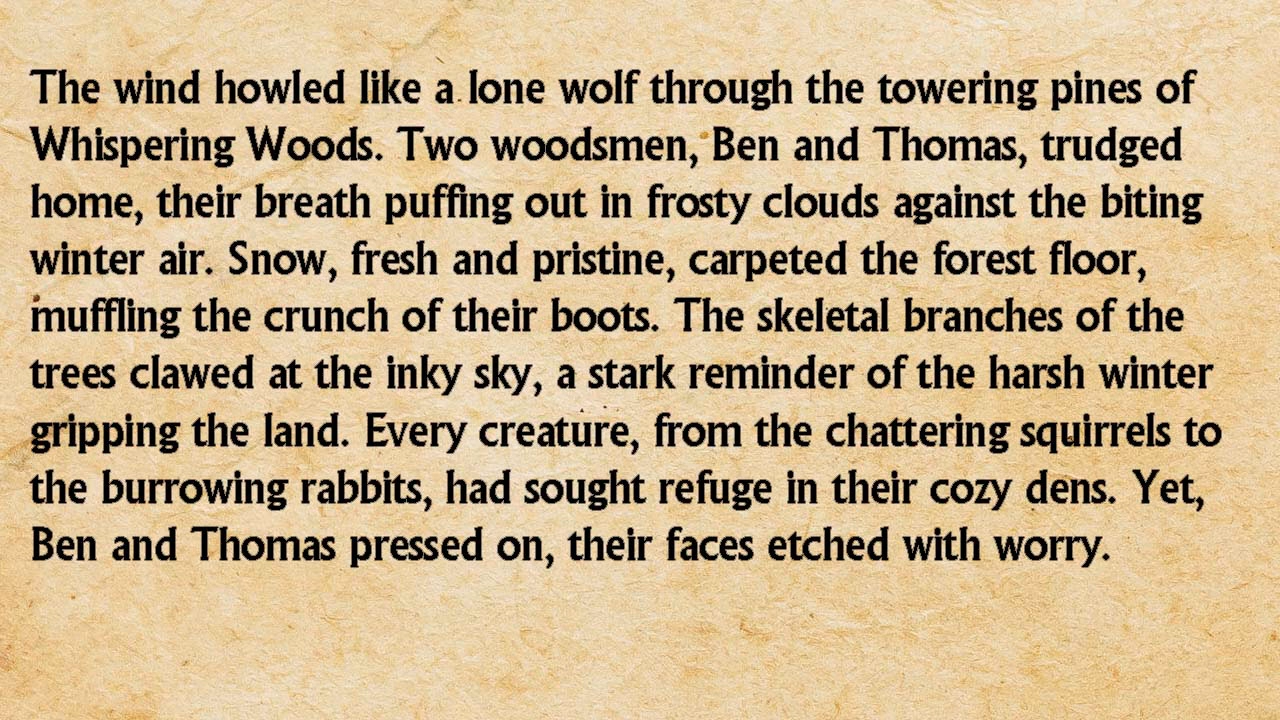 The wind howled like a lone wolf through the towering pines of
Whispering Woods. Two woodsmen, Ben and Thomas, trudged
home, their breath puffing out in frosty clouds against the biting
winter air. Snow, fresh and pristine, carpeted the forest floor,
muffling the crunch of their boots. The skeletal branches of the
trees clawed at the inky sky, a stark reminder of the harsh winter
gripping the land. Every creature, from the chattering squirrels to
the burrowing rabbits, had sought refuge in their cozy dens. Yet,
Ben and Thomas pressed on, their faces etched with worry.